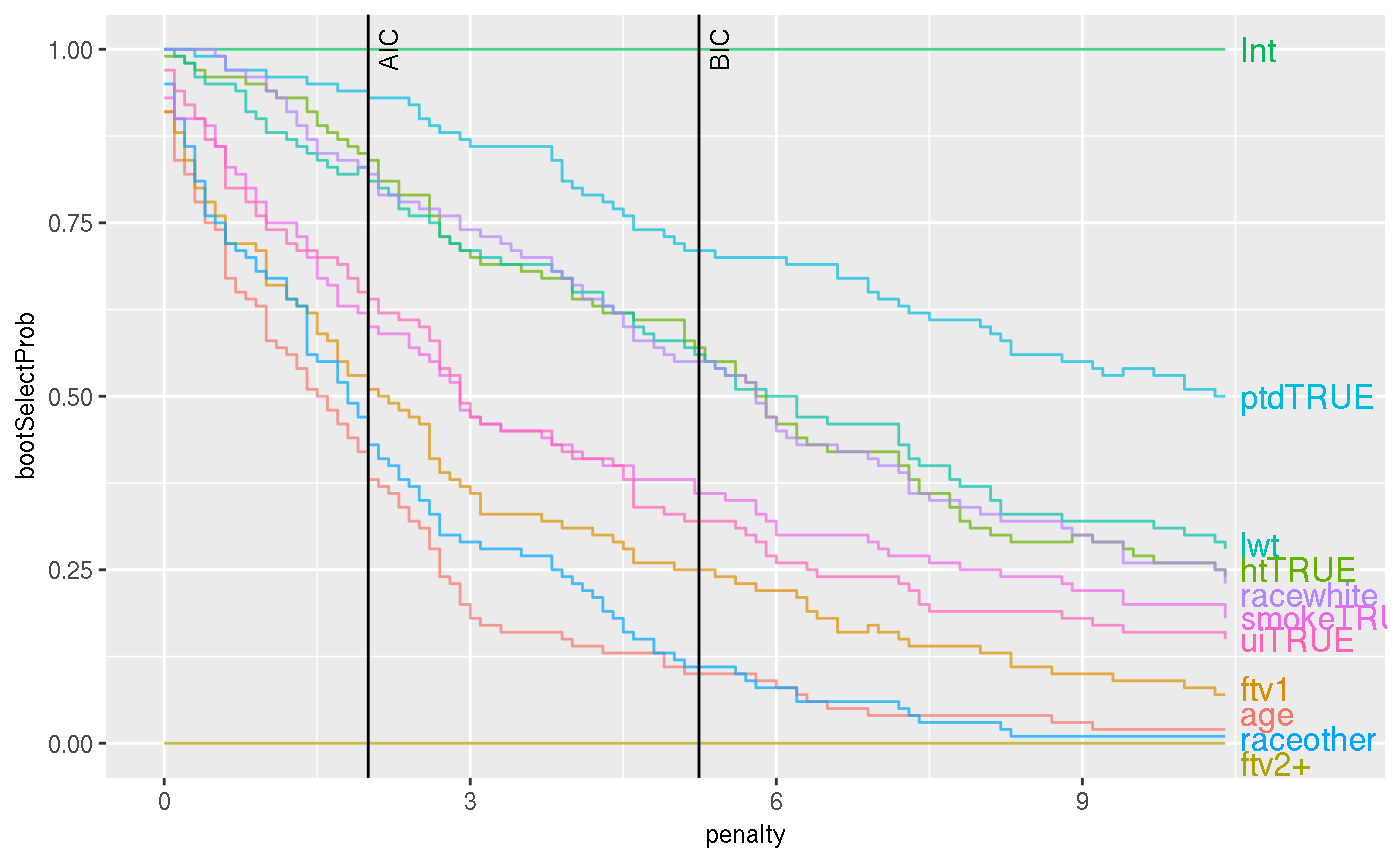 AIC
BIC
1.00
0.75
0.50
0.25
0.00
bootSelectProb
Int
ptdTRUE
lwt
htTRUE
racewhite
smokeTRU
uiTRUE
ftv1
age
raceother
ftv2+
0
3
6
9
penalty